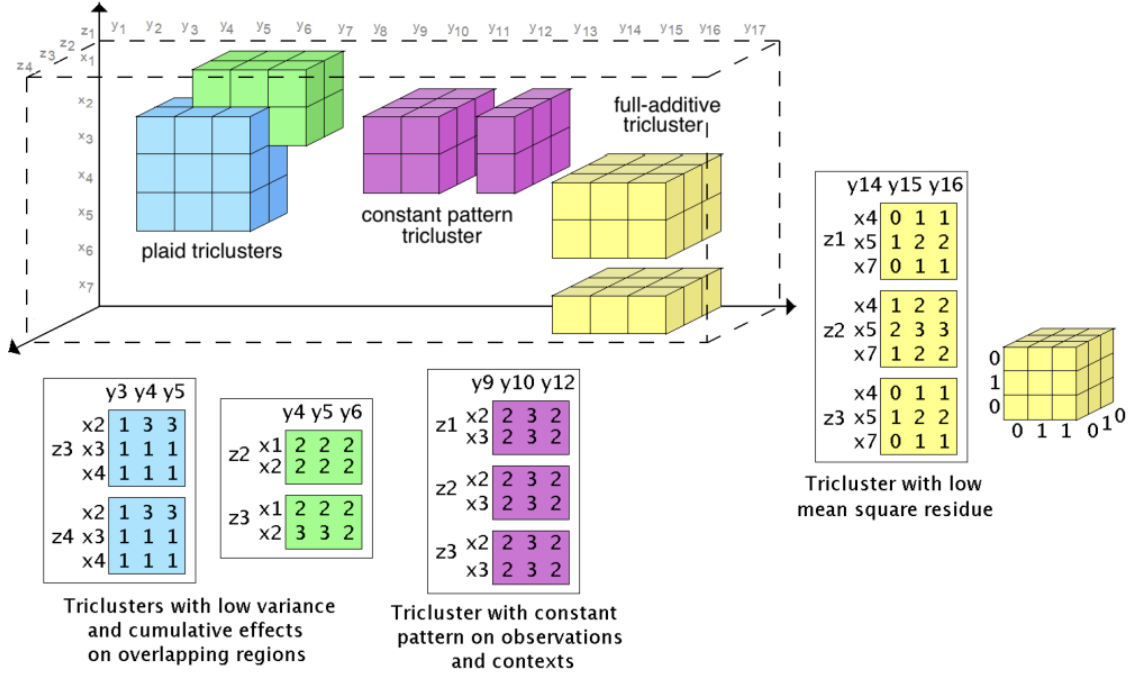 z1 y1 y2 y3 y4 y5 y6 y7 y8 y9 y10 y11 y12 y13 y14 y15 y16 y17
z2
z3
z4
x1
x2
x3
x4
x5
x6
x7
full-additive
tricluster
constant pattern
tricluster
plaid triclusters
y14 y15 y16
x4 0 1 1
z1 x5 1 2 2
x7 0 1 1
x4 1 2 2
z2 x5 2 3 3
x7 1 2 2
x4 0 1 1
z3 x5 1 2 2
x7 0 1 1
0
1
0
0 1 1 0 1 0
Tricluster with low
mean square residue
y3 y4 y5
x2 1 3 3
z3 x3 1 1 1
x4 1 1 1
x2 1 3 3
z4 x3 1 1 1
x4 1 1 1
y4 y5 y6
z2 x1 2 2 2
x2 2 2 2
z3 x1 2 2 2
x2 3 3 2
Triclusters with low variance
and cumulative effects
on overlapping regions
y9 y10 y12
z1 x2 2 3 2
x3 2 3 2
z2 x2 2 3 2
x3 2 3 2
z3 x2 2 3 2
x3 2 3 2
Tricluster with constant
pattern on observations
and contexts